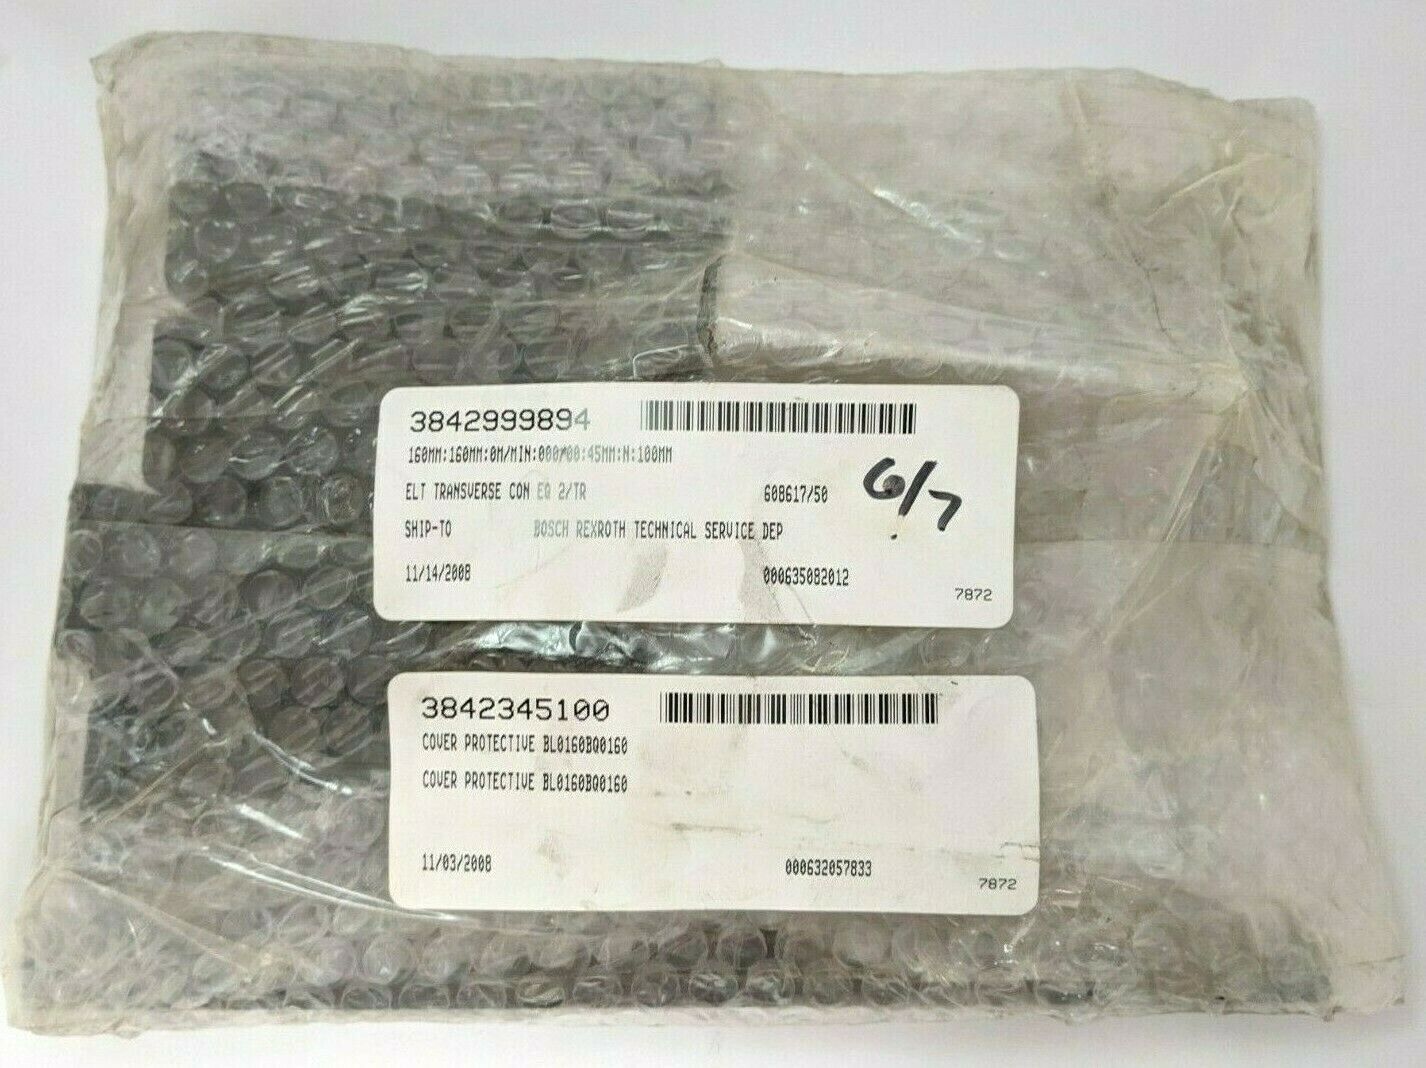 3842999894
160MM:160MM:0M/MIN:000/00:45MM:N:100MM
ELT TRANSVERSE CON EQ 2/TR 608617/50
6/7
SHIP-TO BOSCH REXROTH TECHNICAL SERVICE DEP
11/14/2008 000635082012
7872
3842345100
COVER PROTECTIVE BL0160BQ0160
COVER PROTECTIVE BL0160BQ0160
11/03/2008 000632057833
7872